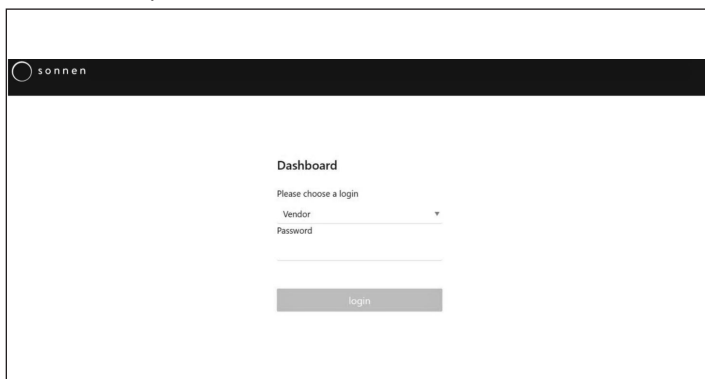 sonnen
Dashboard
Please choose a login
Vendor
Password
login